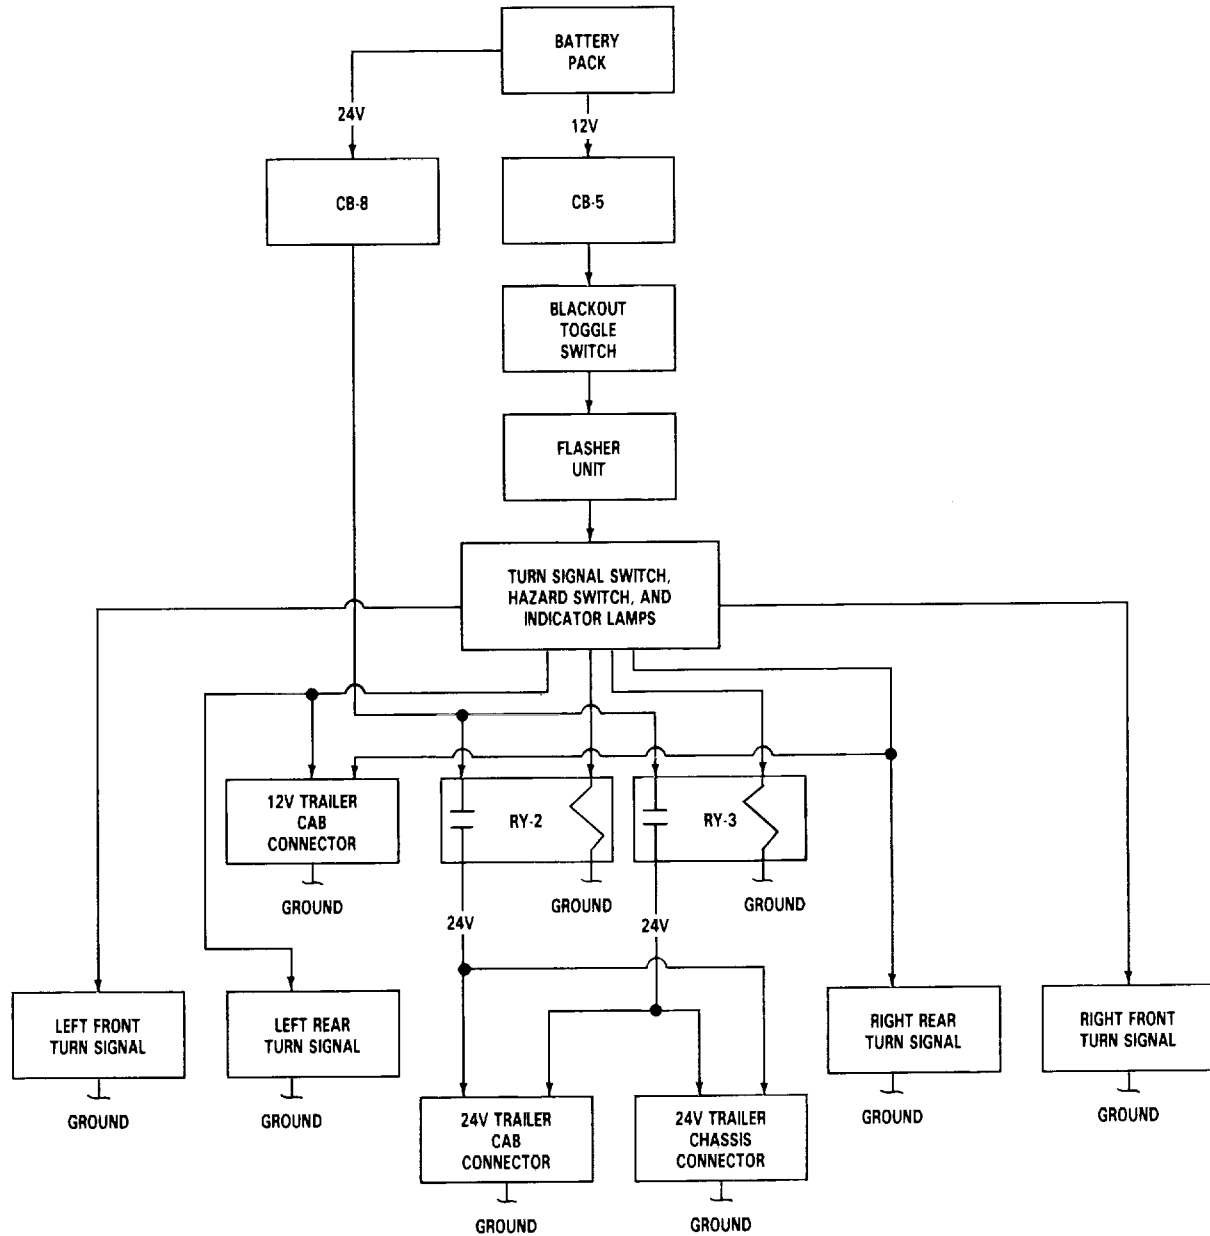 BATTERY
PACK
24V
12V
CB-8
CB-5
BLACKOUT
TOGGLE
SWITCH
FLASHER
UNIT
TURN SIGNAL SWITCH,
HAZARD SWITCH, AND
INDICATOR LAMPS
12V TRAILER
CAB
CONNECTOR
RY-2
RY-3
GROUND
GROUND
GROUND
24V
24V
LEFT FRONT
TURN SIGNAL
LEFT REAR
TURN SIGNAL
RIGHT REAR
TURN SIGNAL
RIGHT FRONT
TURN SIGNAL
GROUND
GROUND
GROUND
GROUND
24V TRAILER
CAB
CONNECTOR
24V TRAILER
CHASSIS
CONNECTOR
GROUND
GROUND